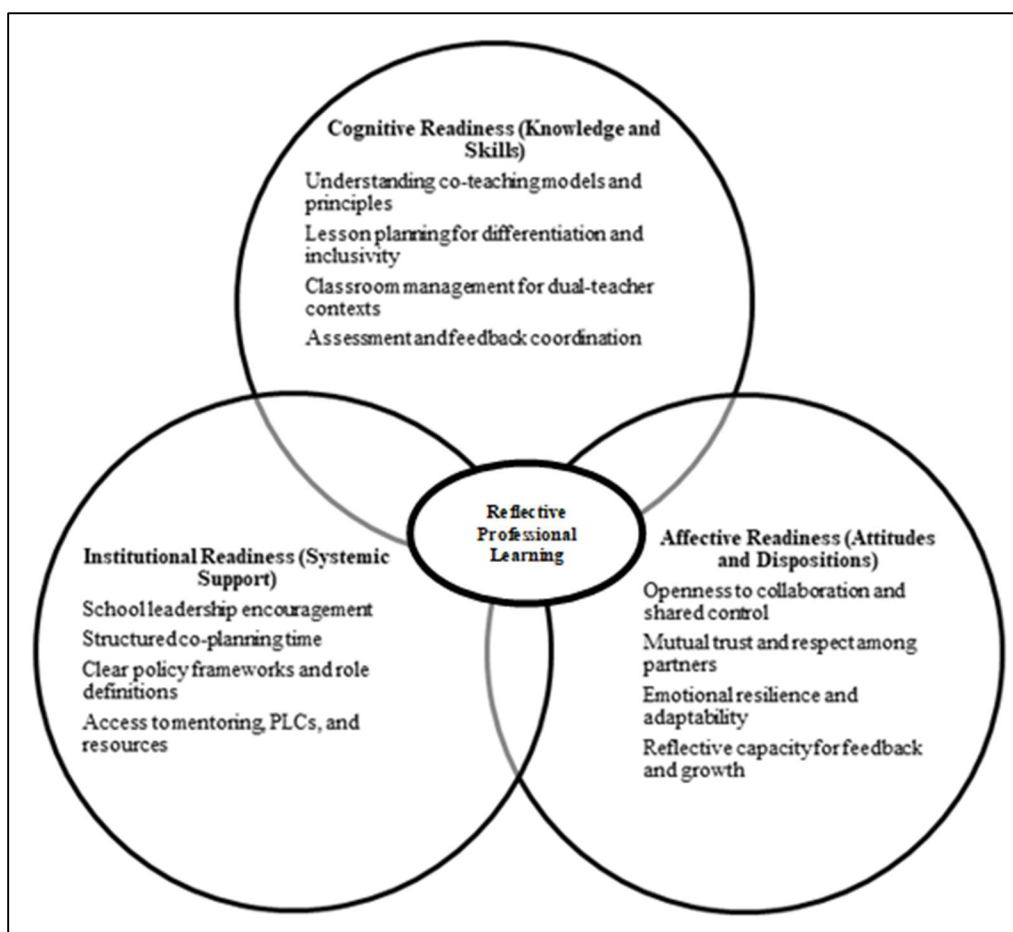 Cognitive Readiness (Knowledge and
Skills)
Understanding co-teaching models and
principles
Lesson planning for differentiation and
inclusivity
Classroom management for dual-teacher
contexts
Assessment and feedback coordination
Reflective
Professional
Learning
Institutional Readiness (Systemic
Support)
School leadership encouragement
Structured co-planning time
Clear policy frameworks and role
definitions
Access to mentoring, PLCs, and
resources
Affective Readiness (Attitudes
and Dispositions)
Openness to collaboration and
shared control
Mutual trust and respect among
partners
Emotional resilience and
adaptability
Reflective capacity for feedback
and growth